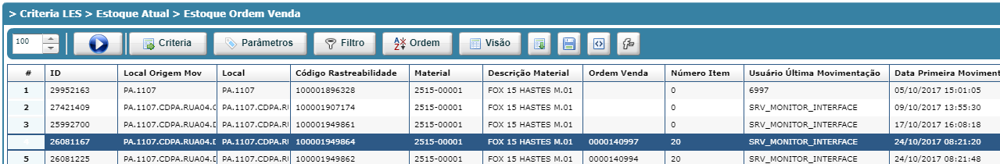 > Criteria LES > Estoque Atual > Estoque Ordem Venda
100 Criteria Parâmetros Filtro Ordem Visão
# ID Local Origem Mov Local Código Rastreabilidade Material Descrição Material Ordem Venda Número Item Usuário Última Movimentação Data Primeira Moviment
1 29952163 PA.1107 PA.1107 100001896328 2515-00001 FOX 15 HASTES M.01 0 6997 05/10/2017 15:01:05
2 27421409 PA.1107.CDPA.RUA04.C PA.1107.CDPA.RU 100001907174 2515-00001 FOX 15 HASTES M.01 0 SRV_MONITOR_INTERFACE 09/10/2017 13:55:30
3 25992700 PA.1107.CDPA.RUA04.D PA.1107.CDPA.RU 100001949861 2515-00001 FOX 15 HASTES M.01 0 SRV_MONITOR_INTERFACE 17/10/2017 16:08:18
4 26081167 PA.1107.CDPA.RUA04.D PA.1107.CDPA.RU 100001949864 2515-00001 FOX 15 HASTES M.01 0000140997 20 SRV_MONITOR_INTERFACE 24/10/2017 08:21:20
5 26081225 PA.1107.CDPA.RUA04.D PA.1107.CDPA.RU 100001949862 2515-00001 FOX 15 HASTES M.01 0000140994 20 SRV_MONITOR_INTERFACE 24/10/2017 08:21:48